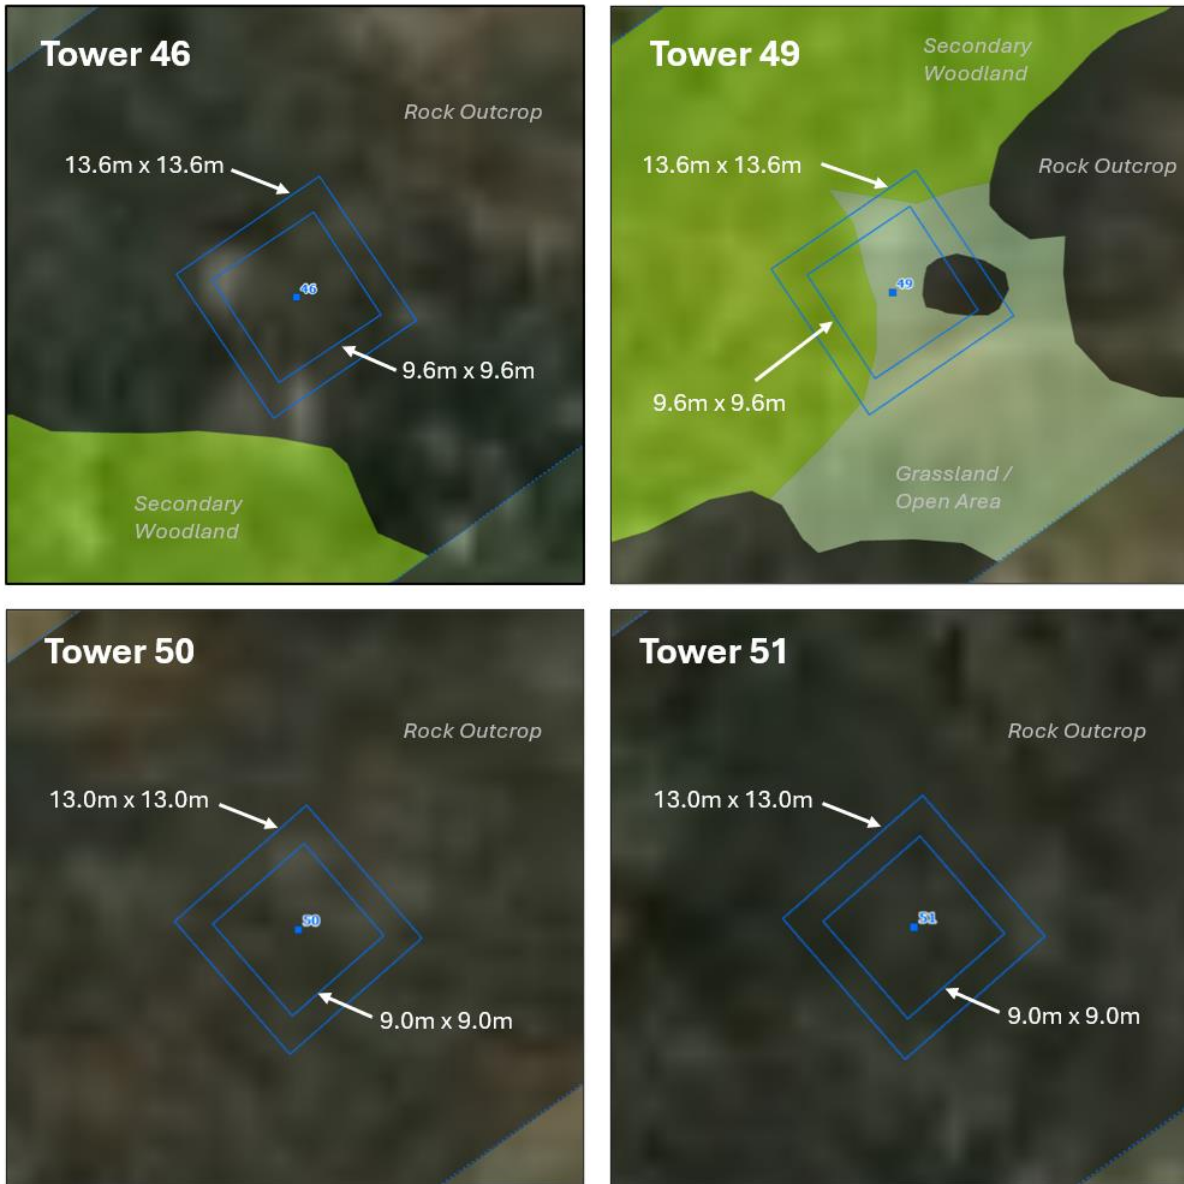 Tower 46
Rock Outcrop
13.6m x 13.6m
46
9.6m x 9.6m
Secondary
Woodland
Tower 49
Secondary
Woodland
13.6m x 13.6m
Rock Outcrop
49
9.6m x 9.6m
Grassland /
Open Area
Tower 50
Rock Outcrop
13.0m x 13.0m
50
9.0m x 9.0m
Tower 51
Rock Outcrop
13.0m x 13.0m
51
9.0m x 9.0m